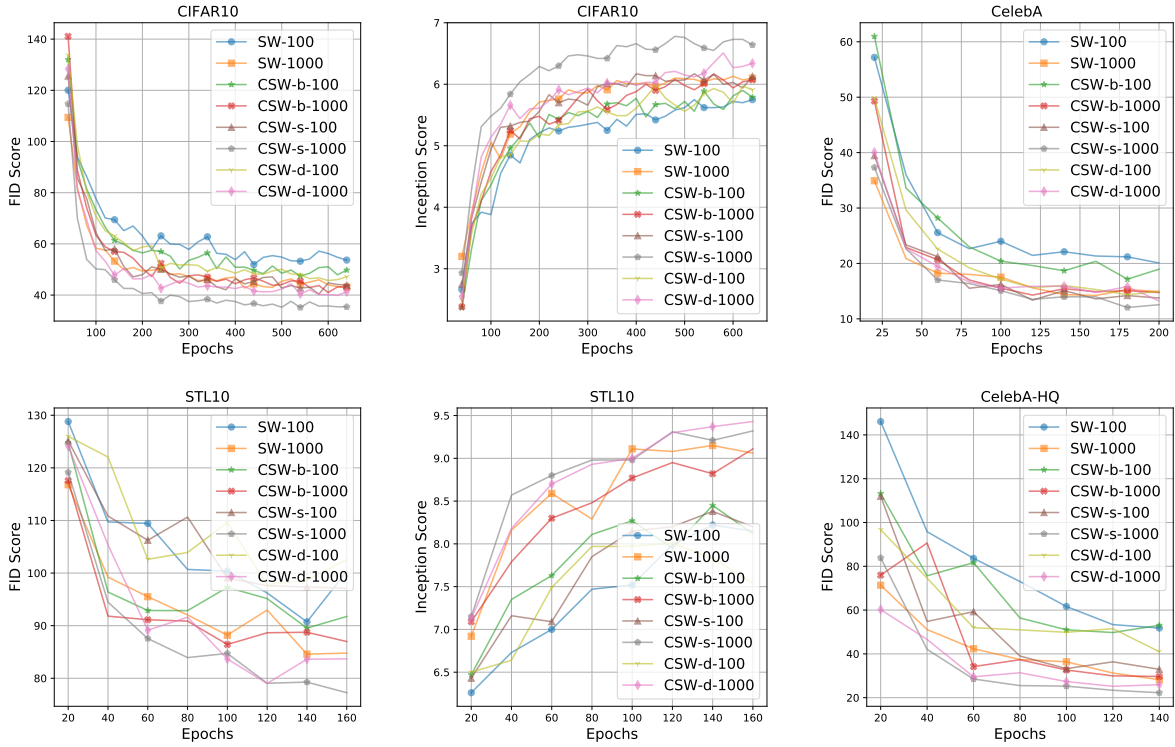 CIFAR10
FID Score
140
120
100
80
60
40
100 200 300 400 500 600
Epochs
SW-100
SW-1000
CSW-b-100
CSW-b-1000
CSW-s-100
CSW-s-1000
CSW-d-100
CSW-d-1000
CIFAR10
Inception Score
7
6
5
4
3
100 200 300 400 500 600
Epochs
SW-100
SW-1000
CSW-b-100
CSW-b-1000
CSW-s-100
CSW-s-1000
CSW-d-100
CSW-d-1000
CelebA
FID Score
60
50
40
30
20
10
25 50 75 100 125 150 175 200
Epochs
SW-100
SW-1000
CSW-b-100
CSW-b-1000
CSW-s-100
CSW-s-1000
CSW-d-100
CSW-d-1000
STL10
FID Score
130
120
110
100
90
80
20 40 60 80 100 120 140 160
Epochs
SW-100
SW-1000
CSW-b-100
CSW-b-1000
CSW-s-100
CSW-s-1000
CSW-d-100
CSW-d-1000
STL10
Inception Score
9.5
9.0
8.5
8.0
7.5
7.0
6.5
20 40 60 80 100 120 140 160
Epochs
SW-100
SW-1000
CSW-b-100
CSW-b-1000
CSW-s-100
CSW-s-1000
CSW-d-100
CSW-d-1000
CelebA-HQ
FID Score
140
120
100
80
60
40
20
20 40 60 80 100 120 140
Epochs
SW-100
SW-1000
CSW-b-100
CSW-b-1000
CSW-s-100
CSW-s-1000
CSW-d-100
CSW-d-1000